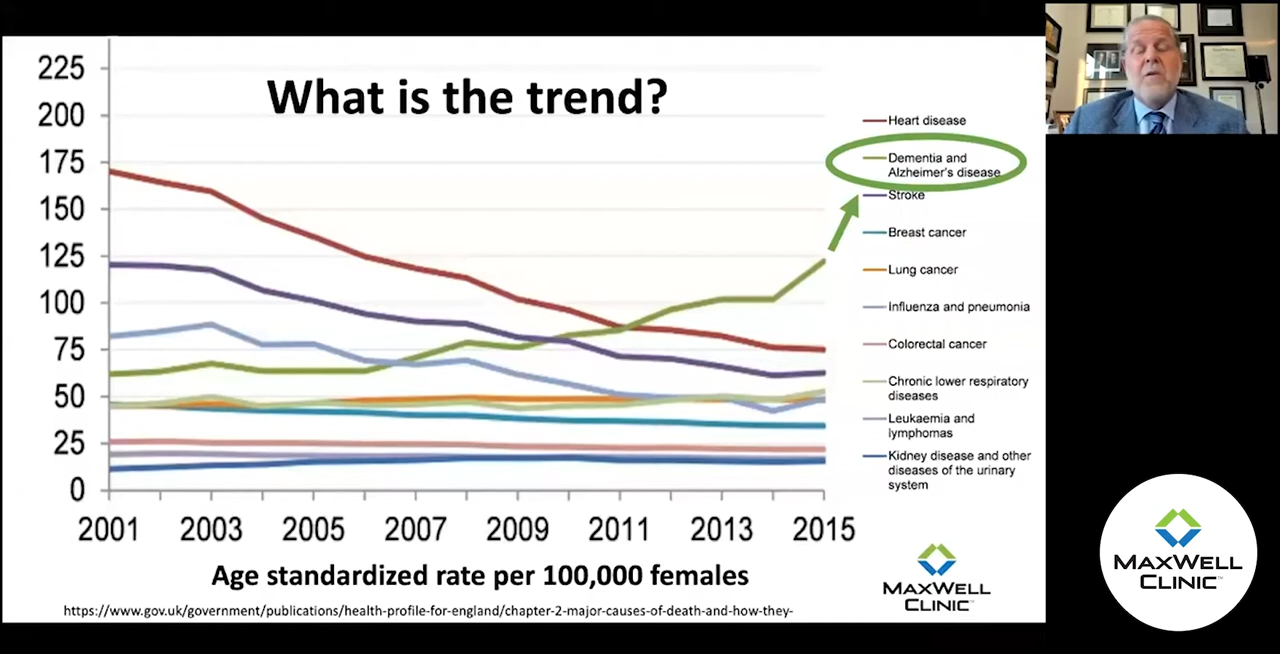 What is the trend?
225
200
175
150
125
100
75
50
25
0
2001
2003
2005
2007
2009
2011
2013
2015
Age standardized rate per 100,000 females
https://www.gov.uk/government/publications/health-profile-for-england/chapter-2-major-causes-of-death-and-how-they-
Heart disease
Dementia and
Alzheimer's disease
Stroke
Breast cancer
Lung cancer
Influenza and pneumonia
Colorectal cancer
Chronic lower respiratory
diseases
Leukaemia and
lymphomas
Kidney disease and other
diseases of the urinary
system
MAXWELL
CLINIC™
MAXWELL
CLINIC™